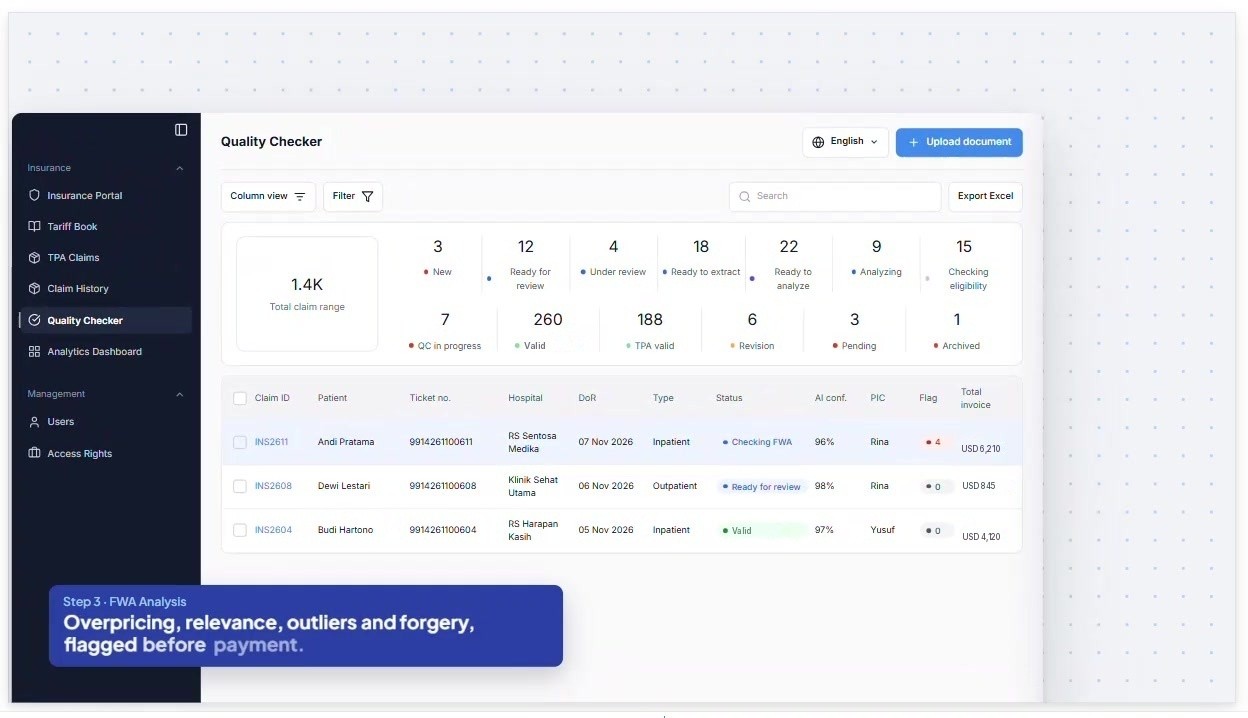 Quality Checker
English
Upload document
Insurance
Insurance Portal
Tariff Book
TPA Claims
Claim History
Quality Checker
Analytics Dashboard
Management
Users
Access Rights
Column view
Filter
Search
Export Excel
1.4K
Total claim range
3
New
12
Ready for
review
4
Under review
18
Ready to extract
22
Ready to
analyze
9
Analyzing
15
Checking
eligibility
7
QC in progress
260
Valid
188
TPA valid
6
Revision
3
Pending
1
Archived
Claim ID Patient Ticket no. Hospital DoR Type Status AI conf. PIC Flag Total
invoice
INS2611 Andi Pratama 9914261100611 RS Sentosa
Medika 07 Nov 2026 Inpatient Checking FWA 96% Rina 4 USD 6,210
INS2608 Dewi Lestari 9914261100608 Klinik Sehat
Utama 06 Nov 2026 Outpatient Ready for review 98% Rina 0 USD 845
INS2604 Budi Hartono 9914261100604 RS Harapan
Kasih 05 Nov 2026 Inpatient Valid 97% Yusuf 0 USD 4,120
Step 3 · FWA Analysis
Overpricing, relevance, outliers and forgery,
flagged before payment.